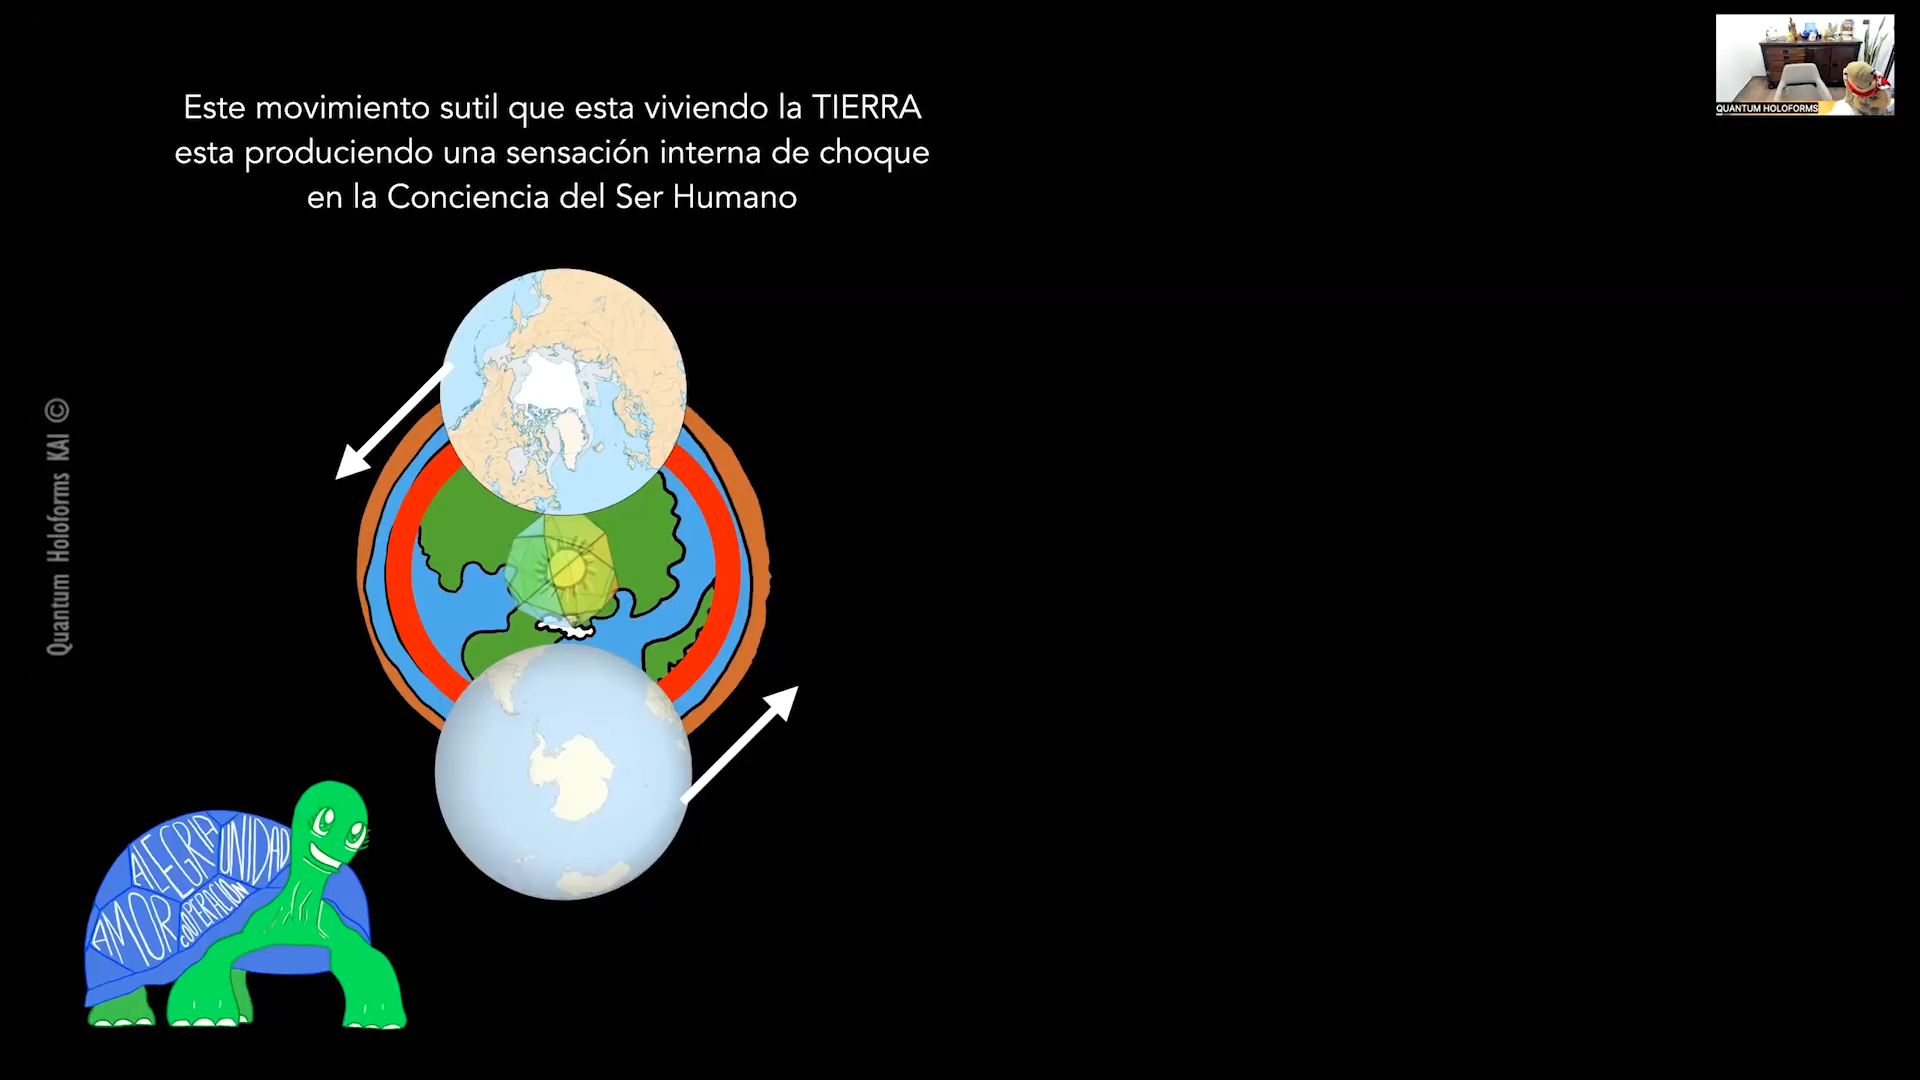 Este movimiento sutil que esta viviendo la TIERRA
esta produciendo una sensación interna de choque
en la Conciencia del Ser Humano
QUANTUM HOLOFORMS
Quantum Holoforms KAI ©
ALEGRIA
UNIDAD
AMOR
COOPERACION